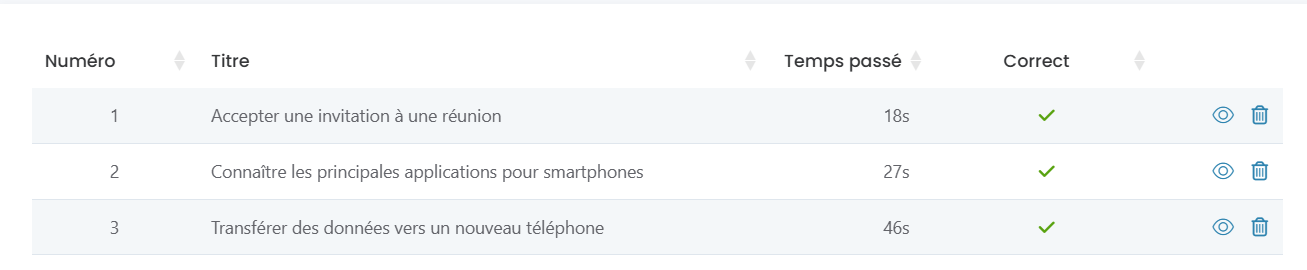 Numéro Titre Temps passé Correct
1 Accepter une invitation à une réunion 18s
2 Connaître les principales applications pour smartphones 27s
3 Transférer des données vers un nouveau téléphone 46s